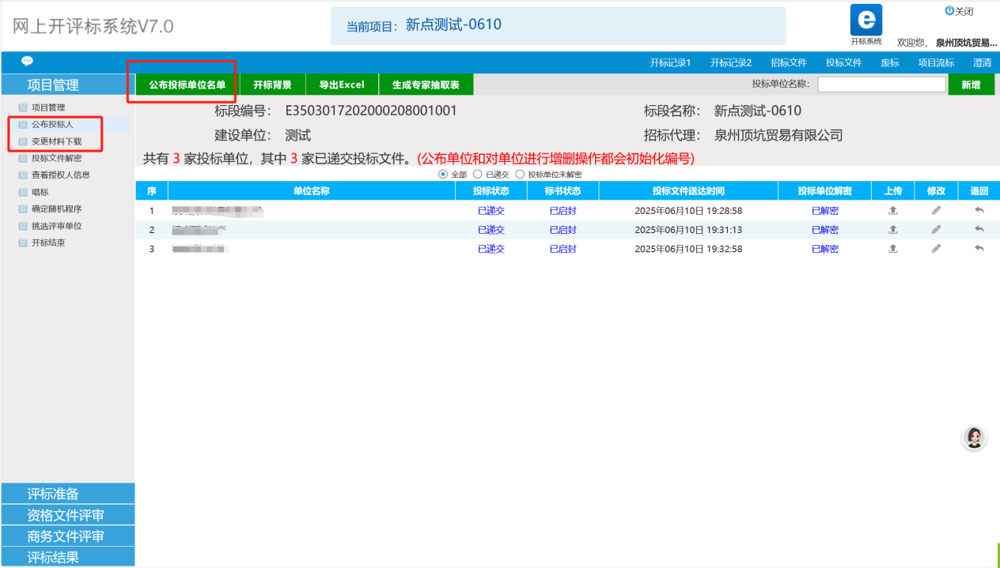 网上开评标系统V7.0
当前项目： 新点测试-0610
关闭
开标系统
欢迎您， 泉州顶坑贸易...
开标记录1 开标记录2 招标文件 投标文件 废标 项目流标 澄清
项目管理
公布投标单位名单 开标背景 导出Excel 生成专家抽取表 投标单位名称: 新增
项目管理
公布投标人
变更材料下载
投标文件解密
查看授权人信息
唱标
确定随机程序
挑选评审单位
开标结束
标段编号： E3503017202000208001001 标段名称： 新点测试-0610
建设单位： 测试 招标代理： 泉州顶坑贸易有限公司
共有 3 家投标单位，其中 3 家已递交投标文件。(公布单位和对单位进行增删操作都会初始化编号)
全部 已递交 投标单位未解密
序 单位名称 投标状态 标书状态 投标文件送达时间 投标单位解密 上传 修改 退回
1 已递交 已启封 2025年06月10日 19:28:58 已解密
2 已递交 已启封 2025年06月10日 19:31:13 已解密
3 已递交 已启封 2025年06月10日 19:32:58 已解密
评标准备
资格文件评审
商务文件评审
评标结果